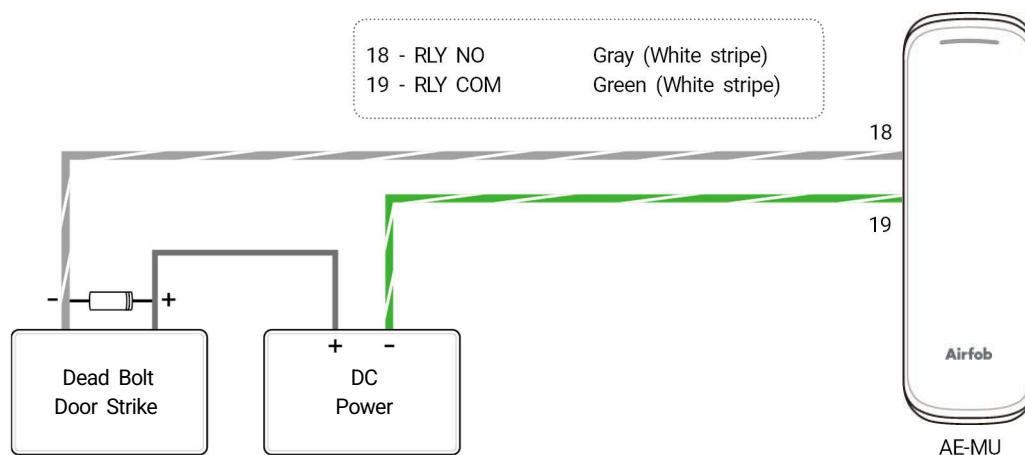 18 - RLY NO Gray (White stripe)
19 - RLY COM Green (White stripe)
18
19
- +
+ -
Dead Bolt
Door Strike
DC
Power
Airfob
AE-MU